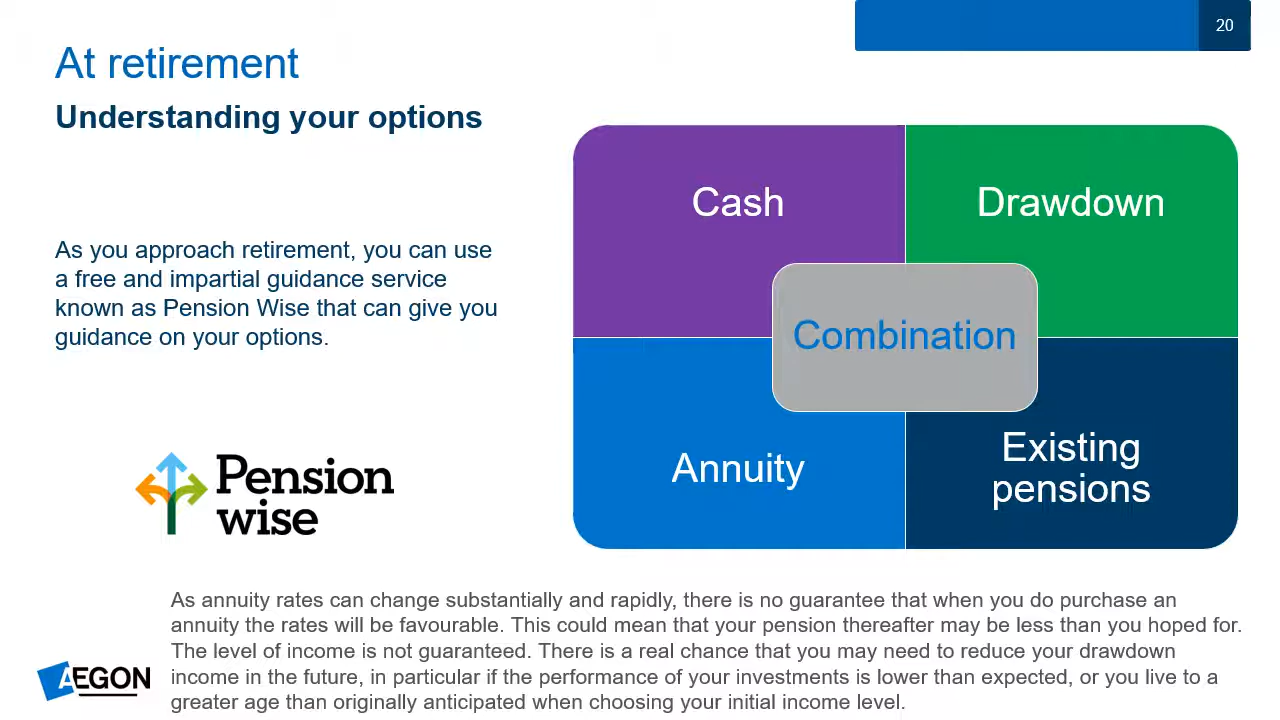 20
At retirement
Understanding your options
As you approach retirement, you can use
a free and impartial guidance service
known as Pension Wise that can give you
guidance on your options.
Pension
wise
Cash
Drawdown
Combination
Annuity
Existing
pensions
As annuity rates can change substantially and rapidly, there is no guarantee that when you do purchase an
annuity the rates will be favourable. This could mean that your pension thereafter may be less than you hoped for.
The level of income is not guaranteed. There is a real chance that you may need to reduce your drawdown
income in the future, in particular if the performance of your investments is lower than expected, or you live to a
greater age than originally anticipated when choosing your initial income level.
AEGON